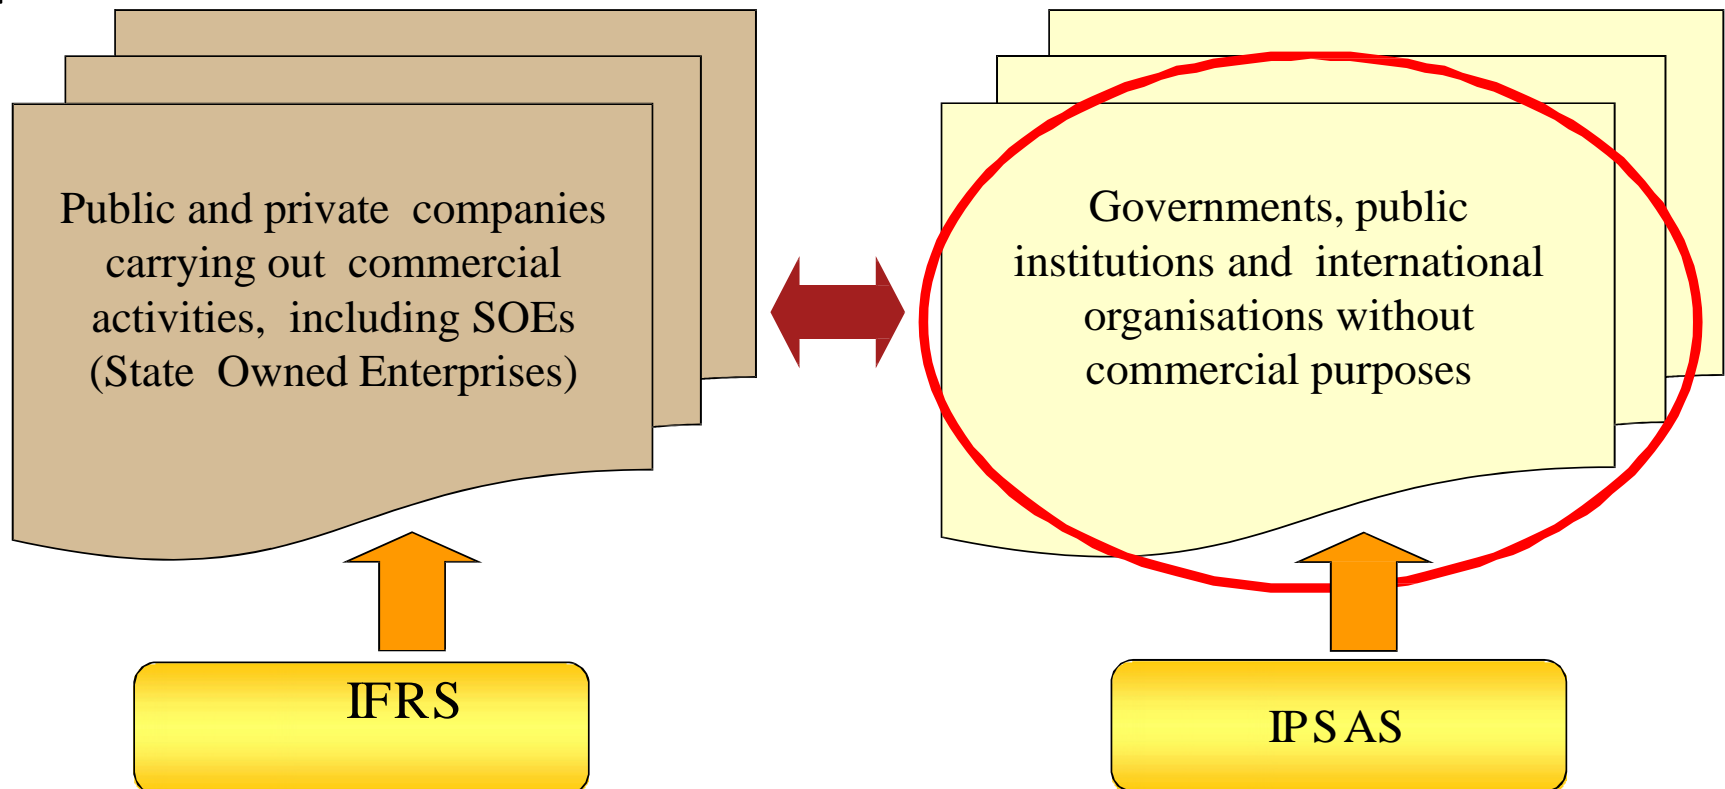 Public and private companies
carrying out commercial
activities, including SOEs
(State Owned Enterprises)
Governments, public
institutions and international
organisations without
commercial purposes
IFRS
IPSAS